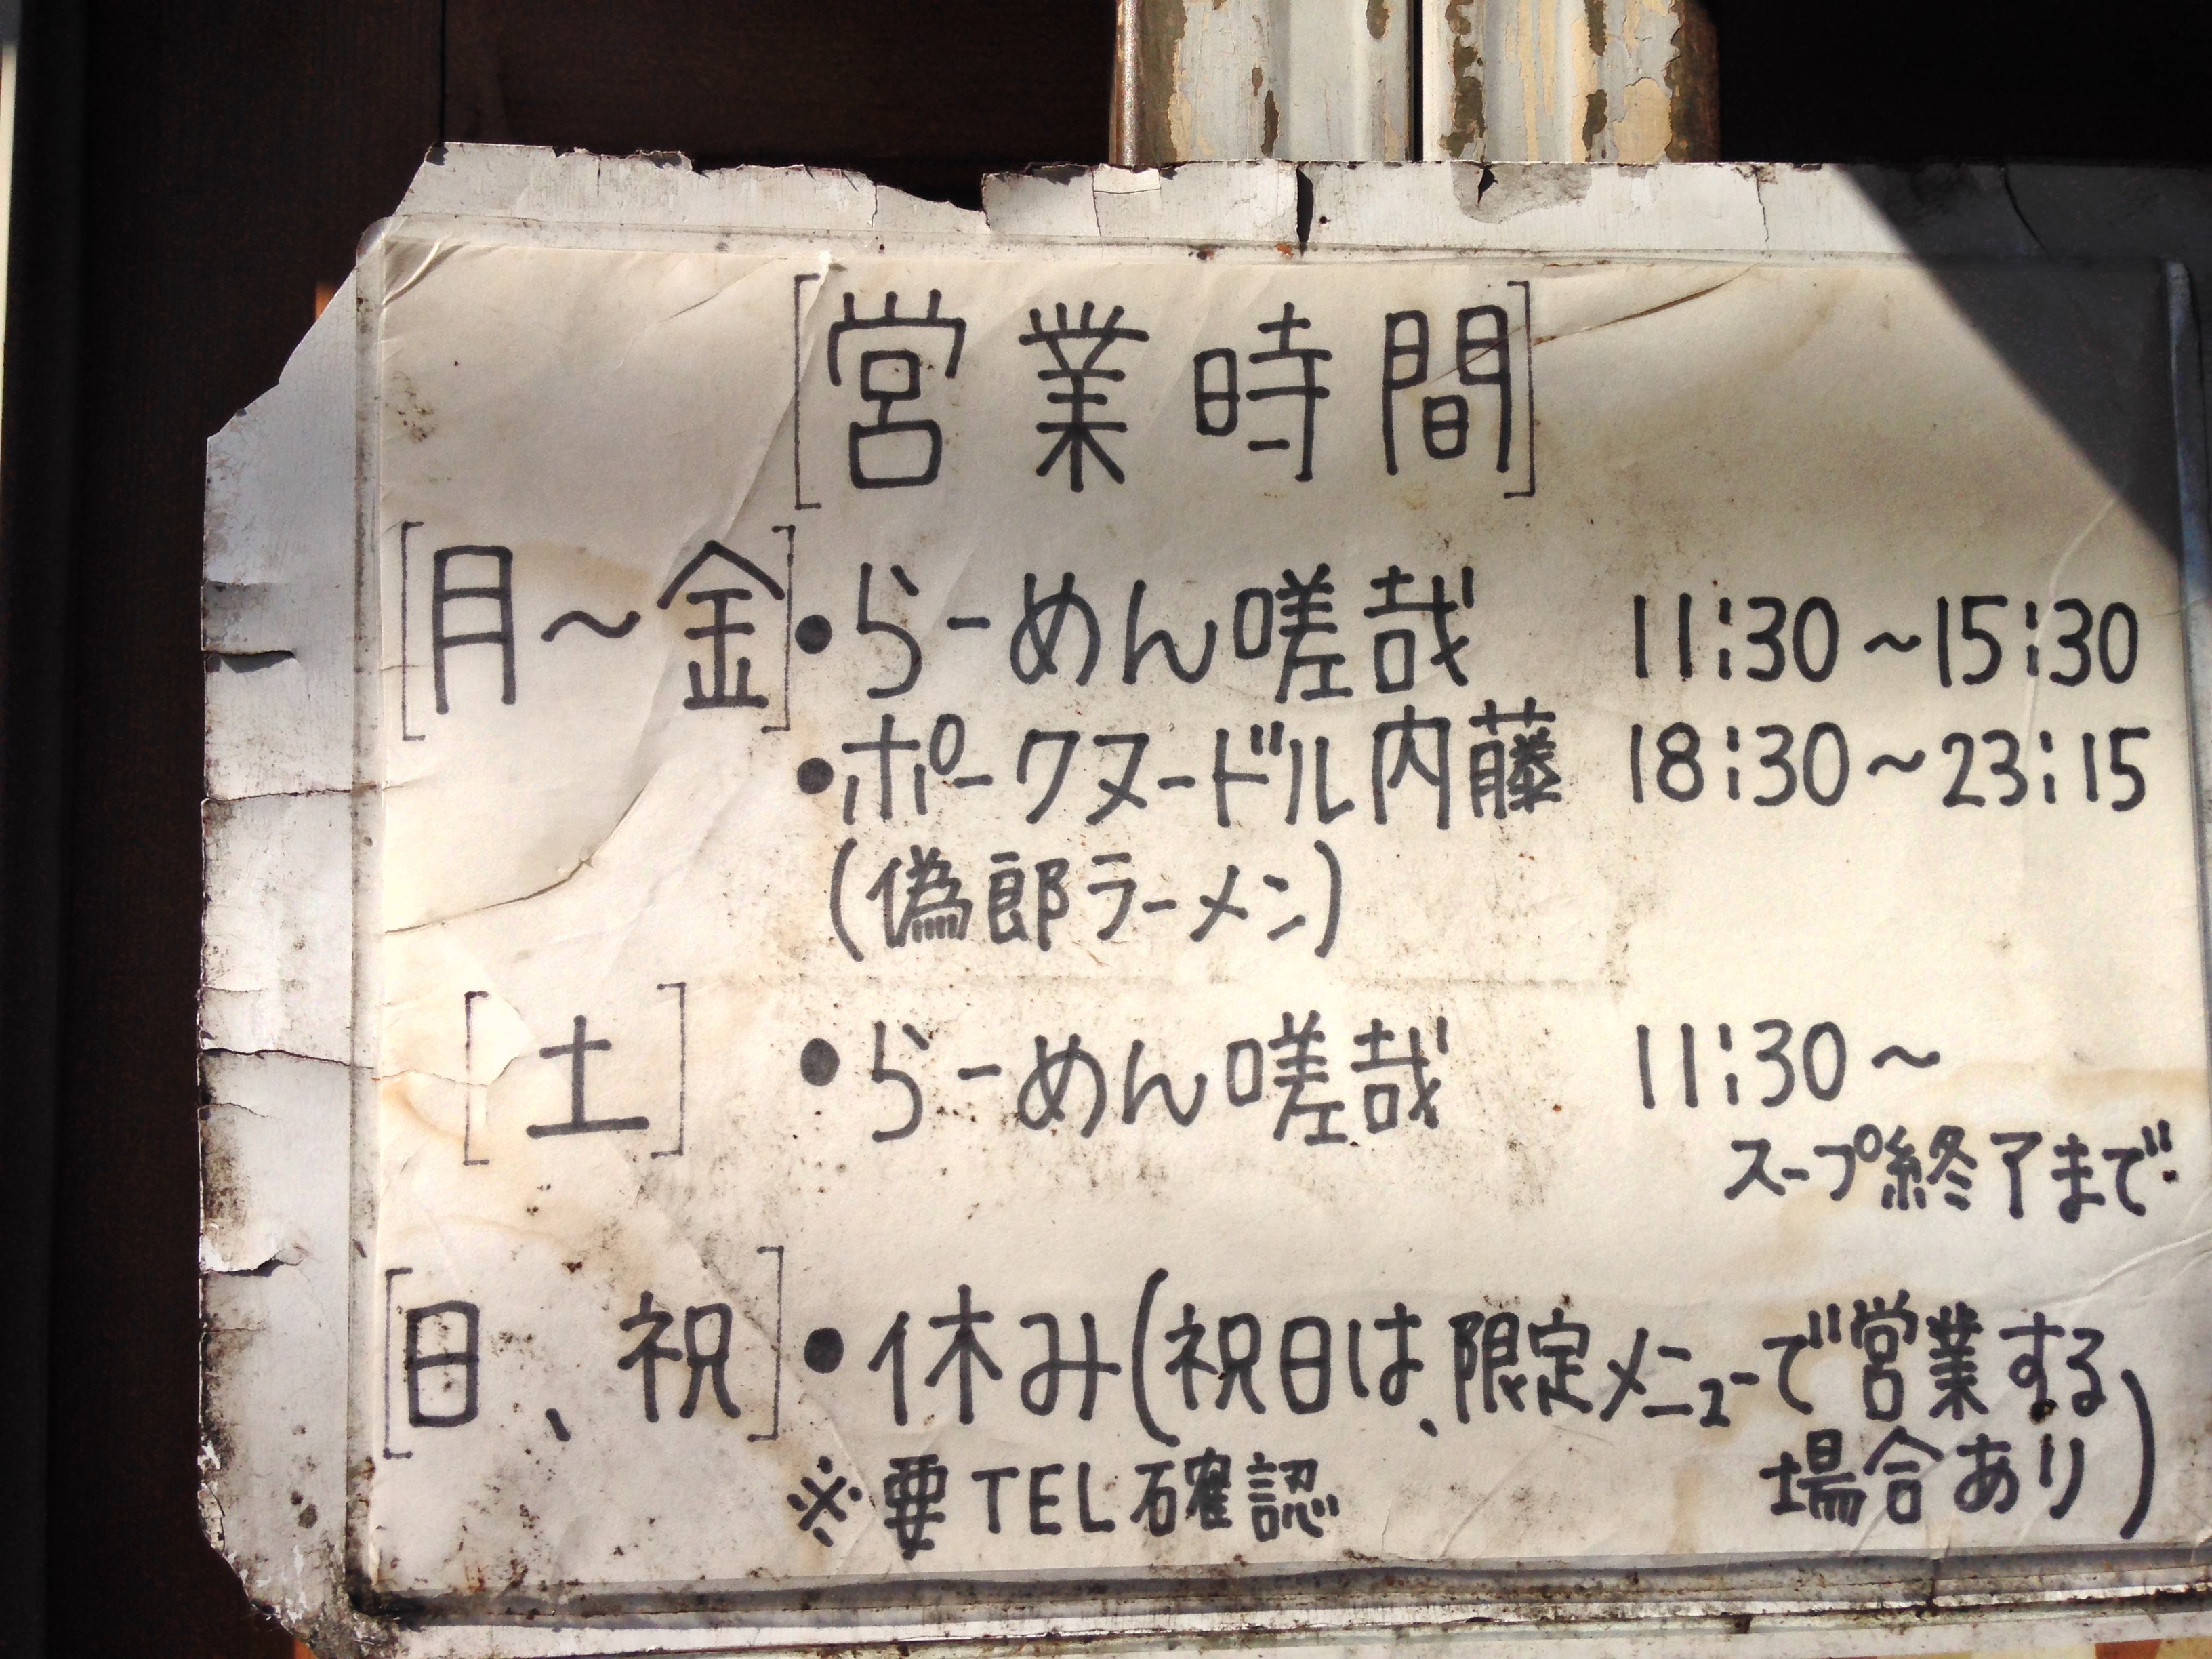 [営業時間]
[月～金]●らーめん嗟哉 11:30～15:30
●ポークヌードル内藤 18:30～23:15
(偽郎ラーメン)
[土] ●らーめん嗟哉 11:30～
スープ終了まで
[日、祝]●休み(祝日は、限定メニューで営業する
場合あり)
※要TEL確認